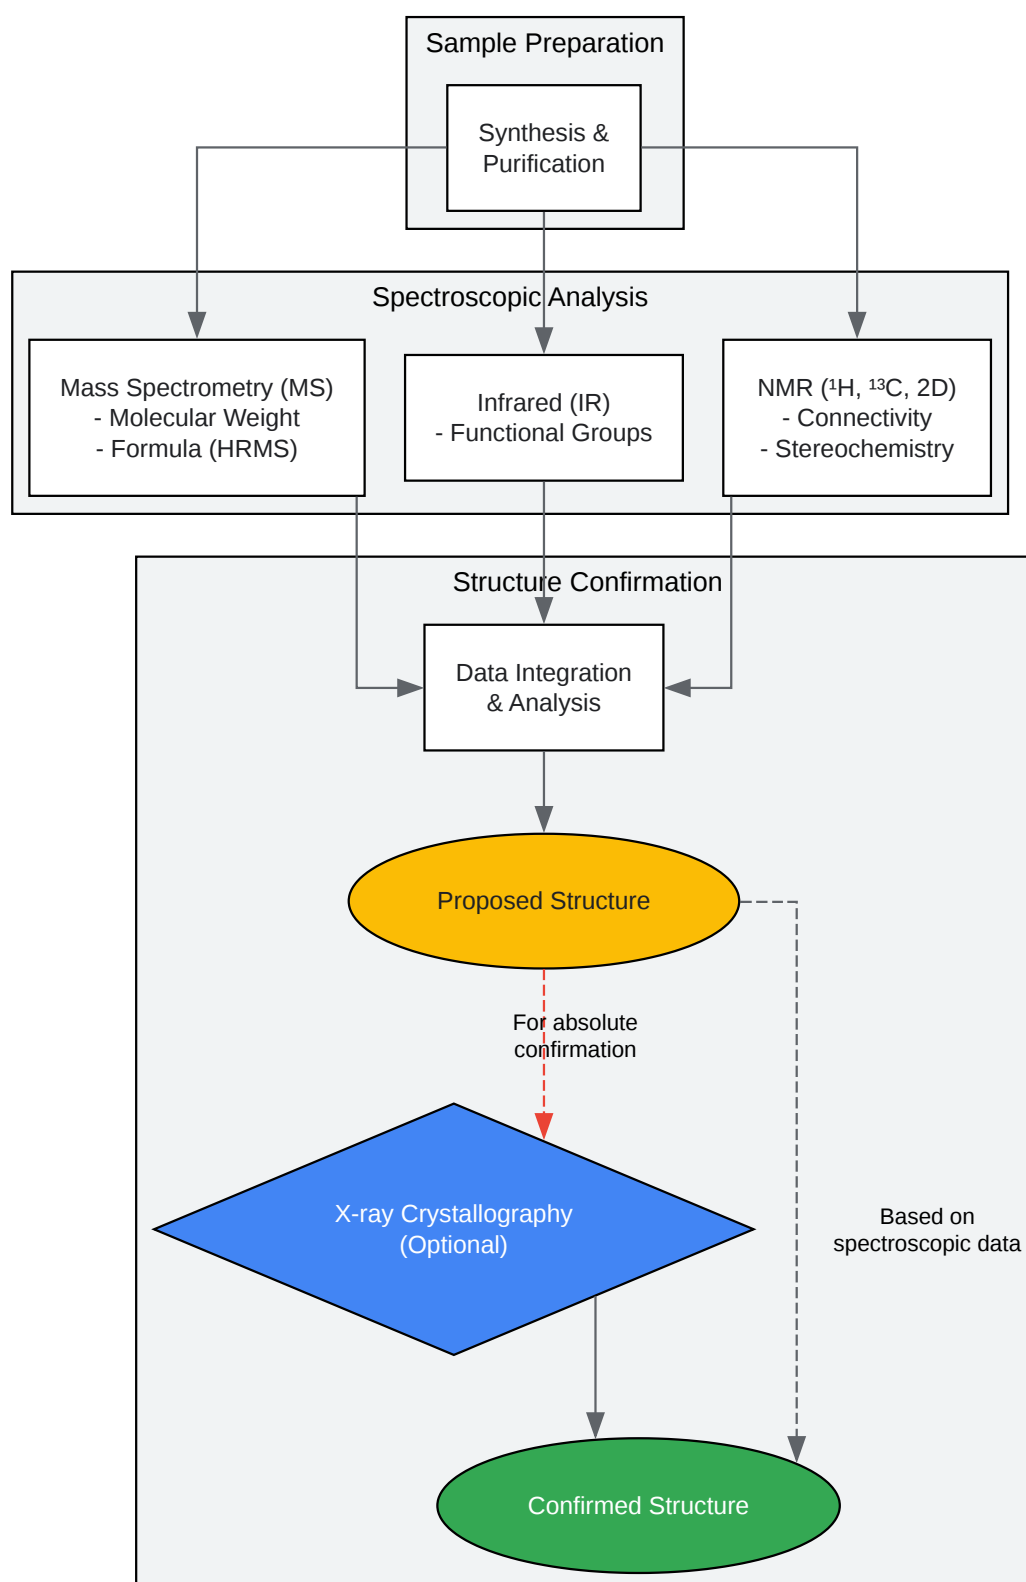 Sample Preparation
Synthesis &
Purification
Spectroscopic Analysis
Mass Spectrometry (MS)
- Molecular Weight
- Formula (HRMS)
Infrared (IR)
- Functional Groups
NMR (¹H, ¹³C, 2D)
- Connectivity
- Stereochemistry
Structure Confirmation
Data Integration
& Analysis
Proposed Structure
For absolute
confirmation
X-ray Crystallography
(Optional)
Based on
spectroscopic data
Confirmed Structure